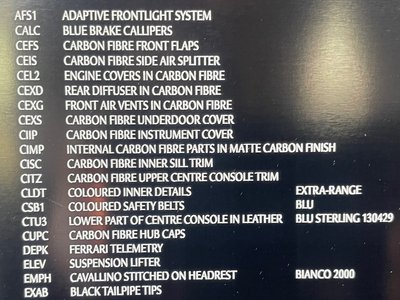 AFS1 ADAPTIVE FRONTLIGHT SYSTEM
CALC BLUE BRAKE CALLIPERS
CEFS CARBON FIBRE FRONT FLAPS
CEIS CARBON FIBRE SIDE AIR SPLITTER
CEL2 ENGINE COVERS IN CARBON FIBRE
CEXD REAR DIFFUSER IN CARBON FIBRE
CEXG FRONT AIR VENTS IN CARBON FIBRE
CEXS CARBON FIBRE UNDERDOOR COVER
CIIP CARBON FIBRE INSTRUMENT COVER
CIMP INTERNAL CARBON FIBRE PARTS IN MATTE CARBON FINISH
CISC CARBON FIBRE INNER SILL TRIM
CITZ CARBON FIBRE UPPER CENTRE CONSOLE TRIM
CLDT COLOURED INNER DETAILS EXTRA-RANGE
CSB1 COLOURED SAFETY BELTS BLU
CTU3 LOWER PART OF CENTRE CONSOLE IN LEATHER BLU STERLING 130429
CUPC CARBON FIBRE HUB CAPS
DEPK FERRARI TELEMETRY
ELEV SUSPENSION LIFTER
EMPH CAVALLINO STITCHED ON HEADREST BIANCO 2000
EXAB BLACK TAILPIPE TIPS